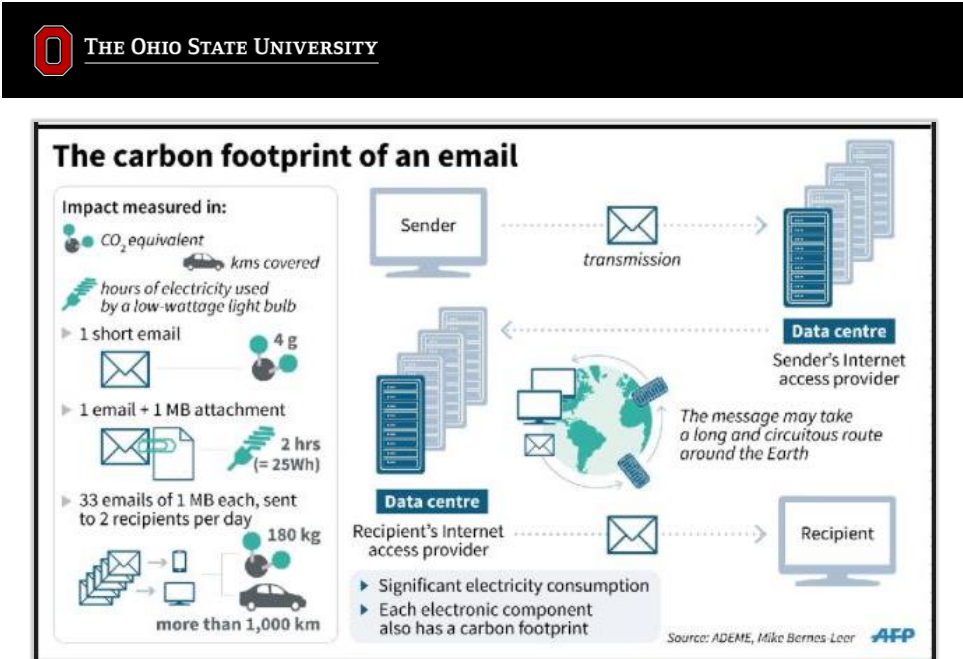 THE OHIO STATE UNIVERSITY
The carbon footprint of an email
Impact measured in:
CO2 equivalent
kms covered
hours of electricity used
by a low-wattage light bulb
1 short email
4 g
1 email + 1 MB attachment
2 hrs
(= 25Wh)
33 emails of 1 MB each, sent
to 2 recipients per day
180 kg
more than 1,000 km
Sender
transmission
Data centre
Sender's Internet
access provider
The message may take
a long and circuitous route
around the Earth
Data centre
Recipient's Internet
access provider
Recipient
Significant electricity consumption
Each electronic component
also has a carbon footprint
Source: ADEME, Mike Bernes-Leer
AFP